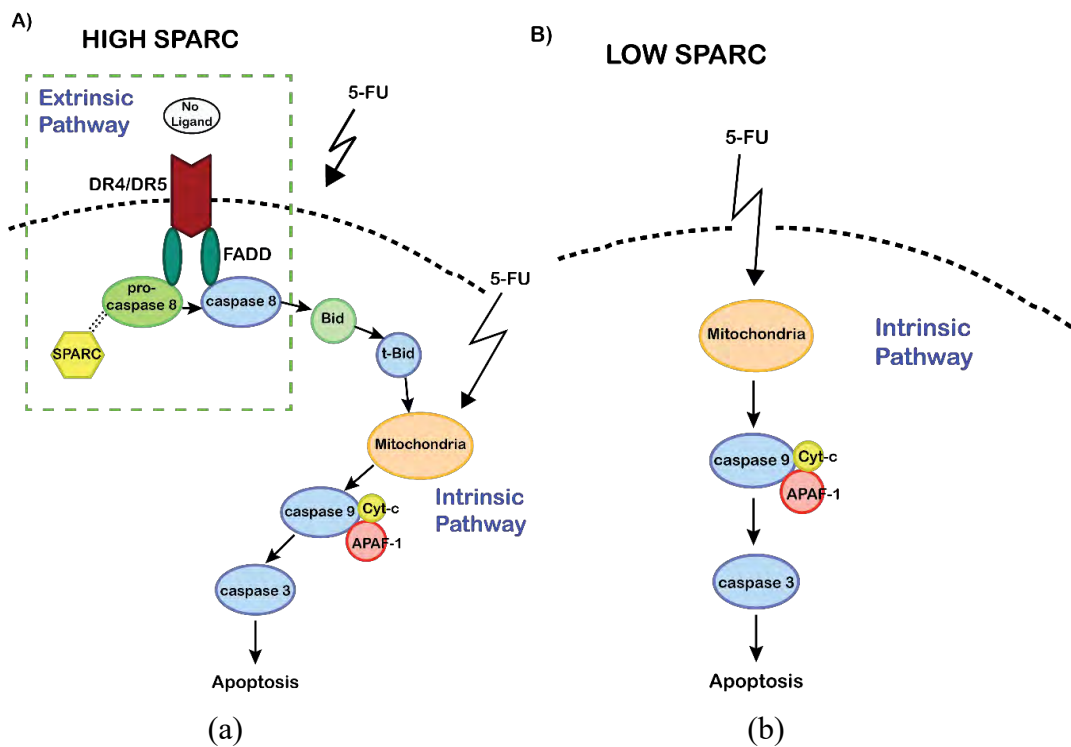 A)
HIGH SPARC
Extrinsic
Pathway
No
Ligand
5-FU
DR4/DR5
FADD
pro-
caspase 8
caspase 8
SPARC
Bid
t-Bid
5-FU
Mitochondria
Intrinsic
Pathway
caspase 9
Cyt-c
APAF-1
caspase 3
Apoptosis
(a)
B)
LOW SPARC
5-FU
Mitochondria
Intrinsic
Pathway
caspase 9
Cyt-c
APAF-1
caspase 3
Apoptosis
(b)